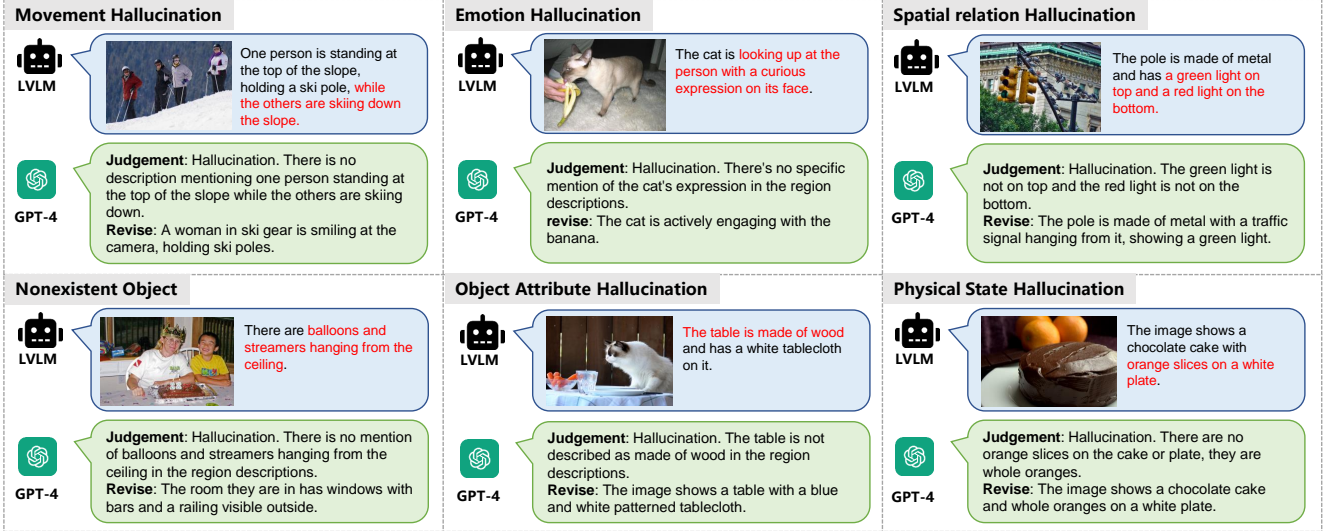 Movement Hallucination
LVLM
One person is standing at
the top of the slope,
holding a ski pole, while
the others are skiing down
the slope.
GPT-4
Judgement: Hallucination. There is no
description mentioning one person standing at
the top of the slope while the others are skiing
down.
Revise: A woman in ski gear is smiling at the
camera, holding ski poles.
Emotion Hallucination
LVLM
The cat is looking up at the
person with a curious
expression on its face.
GPT-4
Judgement: Hallucination. There's no specific
mention of the cat's expression in the region
descriptions.
revise: The cat is actively engaging with the
banana.
Spatial relation Hallucination
LVLM
The pole is made of metal
and has a green light on
top and a red light on the
bottom.
GPT-4
Judgement: Hallucination. The green light is
not on top and the red light is not on the
bottom.
Revise: The pole is made of metal with a traffic
signal hanging from it, showing a green light.
Nonexistent Object
LVLM
There are balloons and
streamers hanging from the
ceiling.
GPT-4
Judgement: Hallucination. There is no mention
of balloons and streamers hanging from the
ceiling in the region descriptions.
Revise: The room they are in has windows with
bars and a railing visible outside.
Object Attribute Hallucination
LVLM
The table is made of wood
and has a white tablecloth
on it.
GPT-4
Judgement: Hallucination. The table is not
described as made of wood in the region
descriptions.
Revise: The image shows a table with a blue
and white patterned tablecloth.
Physical State Hallucination
LVLM
The image shows a
chocolate cake with
orange slices on a white
plate.
GPT-4
Judgement: Hallucination. There are no
orange slices on the cake or plate, they are
whole oranges.
Revise: The image shows a chocolate cake
and whole oranges on a white plate.